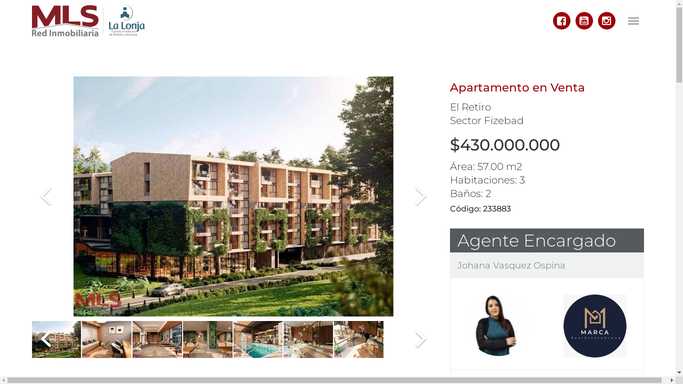 MLS
Red Inmobiliaria
La Lonja
Apartamento en Venta
El Retiro
Sector Fizebad
$430.000.000
Área: 57.00 m2
Habitaciones: 3
Baños: 2
Código: 233883
MLS
Agente Encargado
Johana Vasquez Ospina
MARCA